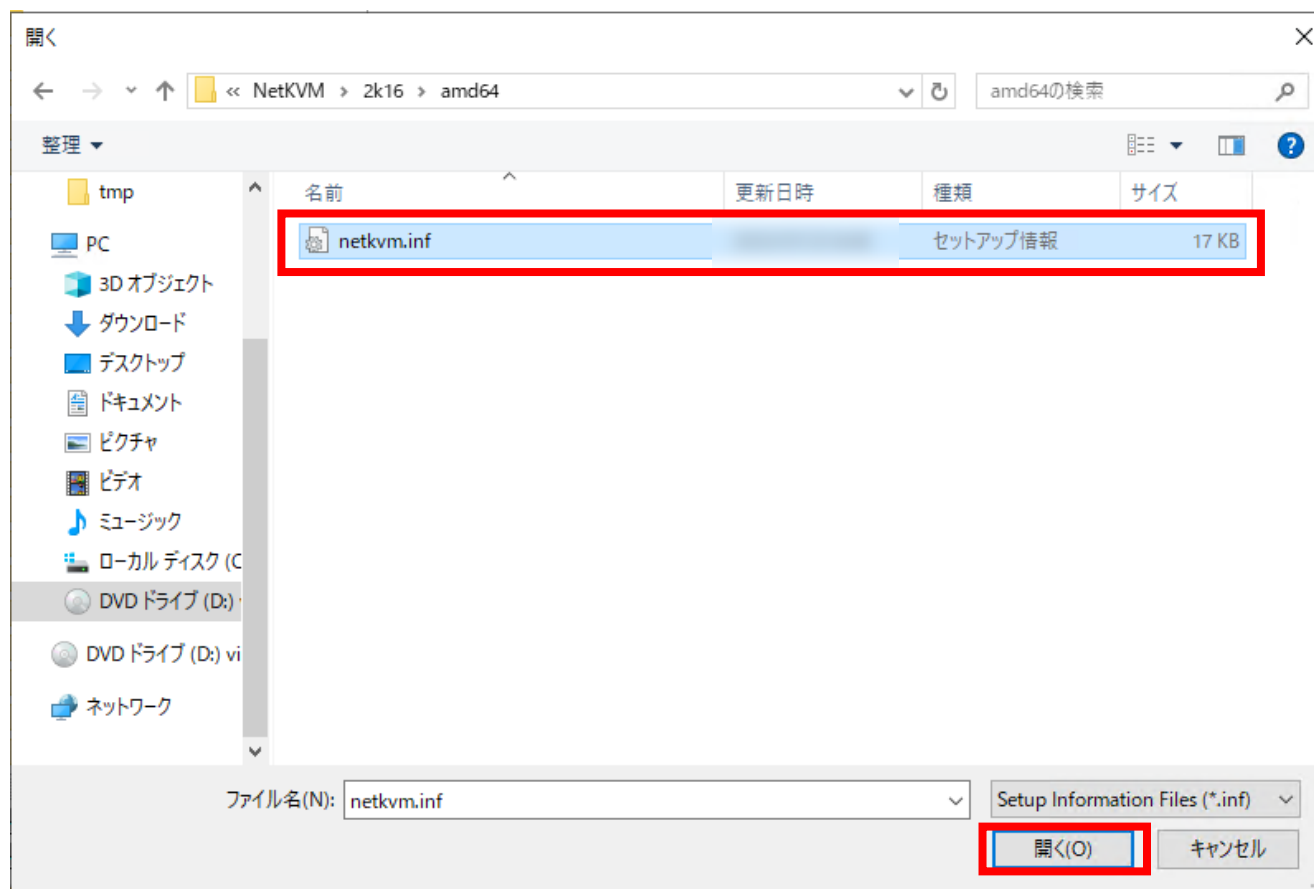 開く
« NetKVM › 2k16 › amd64
amd64の検索
整理
tmp
PC
3D オブジェクト
ダウンロード
デスクトップ
ドキュメント
ピクチャ
ビデオ
ミュージック
ローカル ディスク (C
DVD ドライブ (D:)
DVD ドライブ (D:) vi
ネットワーク
名前 更新日時 種類 サイズ
netkvm.inf セットアップ情報 17 KB
ファイル名(N): netkvm.inf Setup Information Files (*.inf)
開く(O) キャンセル